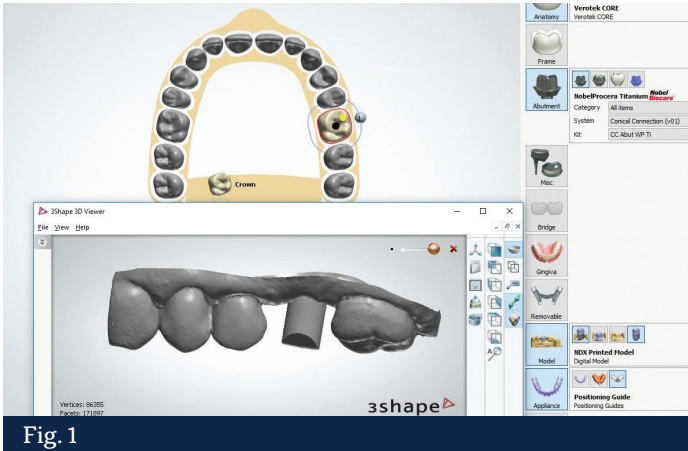 Verotek CORE
Anatomy
Verotek CORE
Frame
NobelProcera Titanium
Nobel
Biocare
Abutment
Category
All items
System
Conical Connection (v01)
Kit
CC Abut WP Ti
Misc
Crown
3Shape 3D Viewer
File View Help
Bridge
Gingiva
Removable
NDX Printed Model
Model
Digital Model
Positioning Guide
Appliance
Positioning Guides
Vertices: 86355
Facets: 171897
3shape
Fig. 1